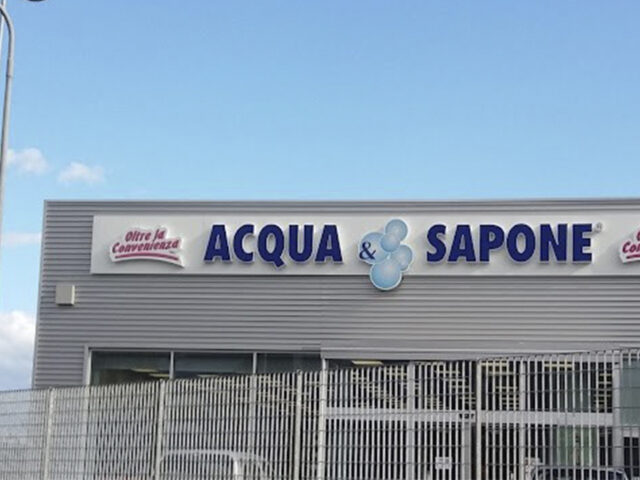 Oltre la
Convenienza
ACQUA & SAPONE®